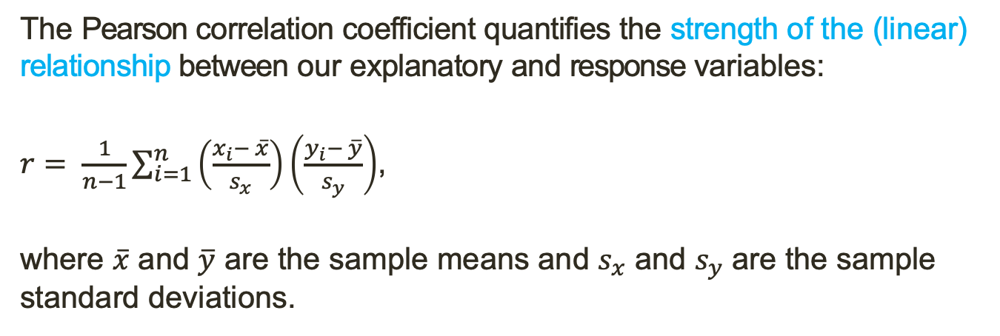 The Pearson correlation coefficient quantifies the strength of the (linear)
relationship between our explanatory and response variables:
r = \frac{1}{n-1} \sum_{i=1}^{n} \left( \frac{x_i - \bar{x}}{s_x} \right) \left( \frac{y_i - \bar{y}}{s_y} \right),
where x̄ and ȳ are the sample means and s_x and s_y are the sample
standard deviations.